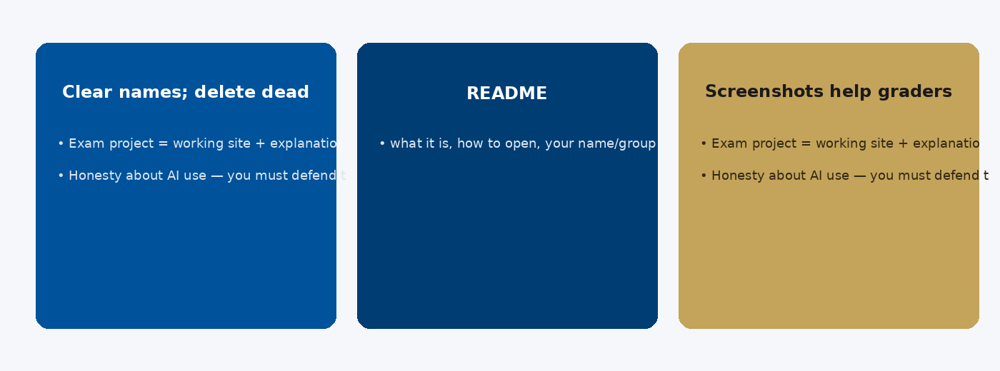 Clear names; delete dead
• Exam project = working site + explanatio
• Honesty about AI use — you must defend t
README
• what it is, how to open, your name/group
Screenshots help graders
• Exam project = working site + explanatio
• Honesty about AI use — you must defend t